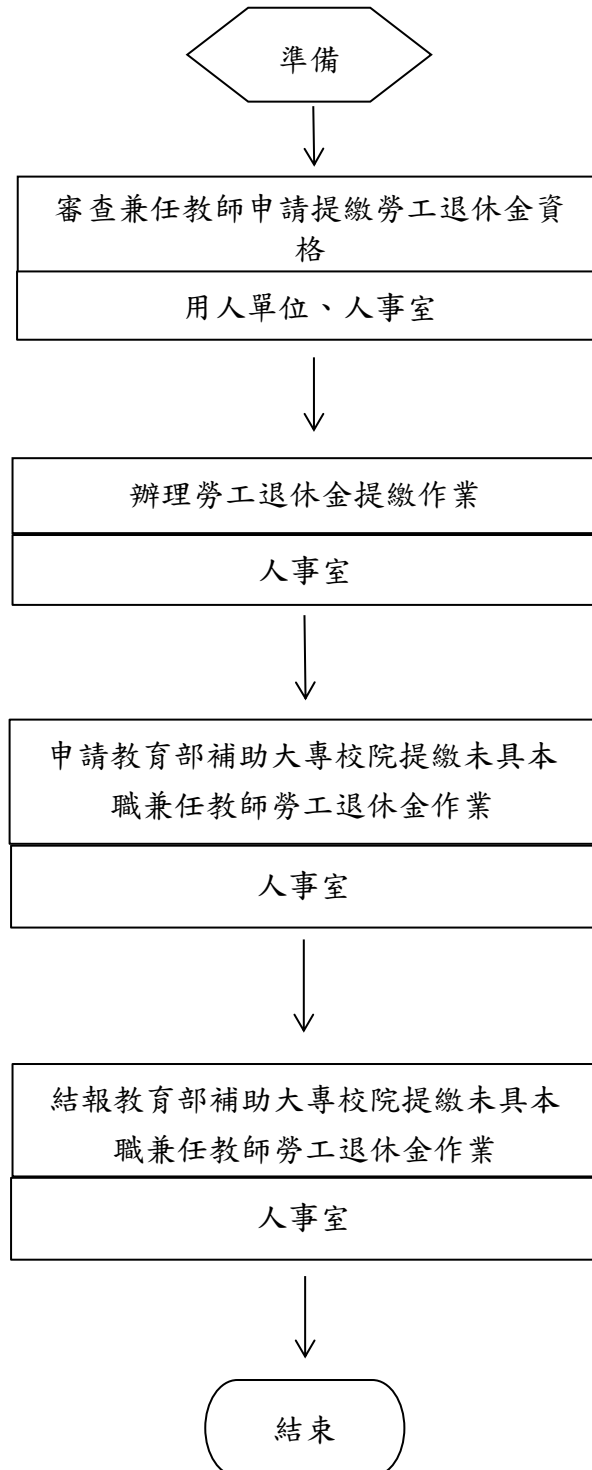 準備
審查兼任教師申請提繳勞工退休金資
格
用人單位、人事室
辦理勞工退休金提繳作業
人事室
申請教育部補助大專校院提繳未具本
職兼任教師勞工退休金作業
人事室
結報教育部補助大專校院提繳未具本
職兼任教師勞工退休金作業
人事室
結束